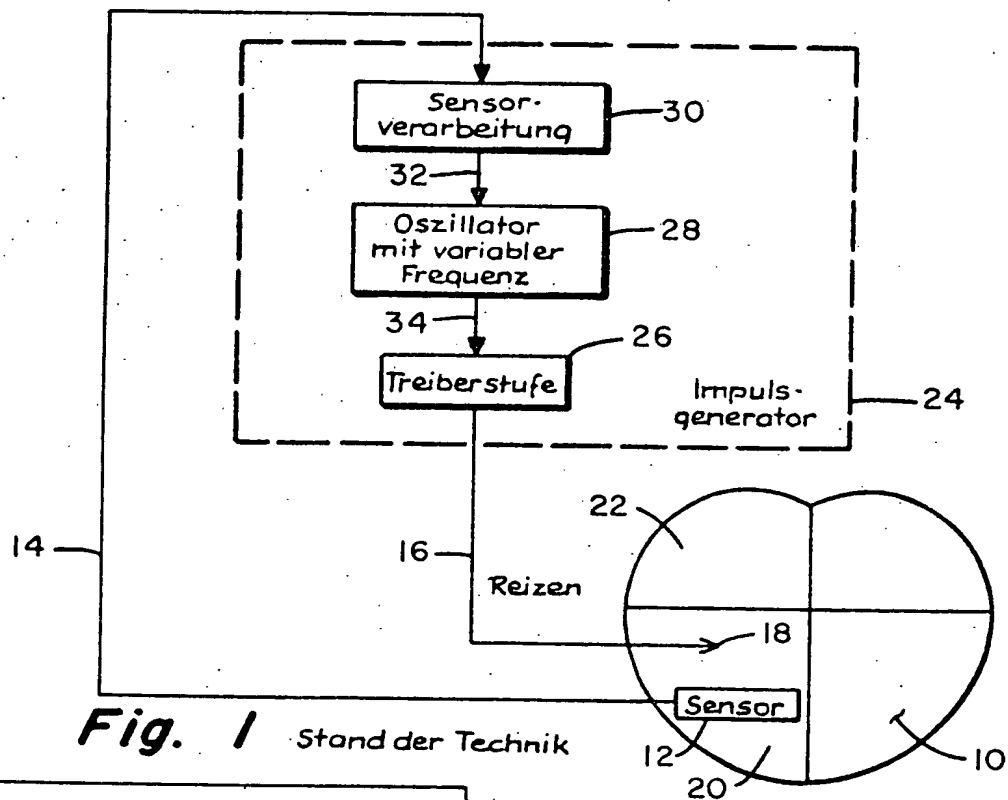 Sensor-
verarbeitung
30
32
Oszillator
mit variabler
Frequenz
28
34
26
Treiberstufe
Impuls-
generator
24
22
14
16
Reizen
18
Sensor
12
20
10
Fig. 1 Stand der Technik